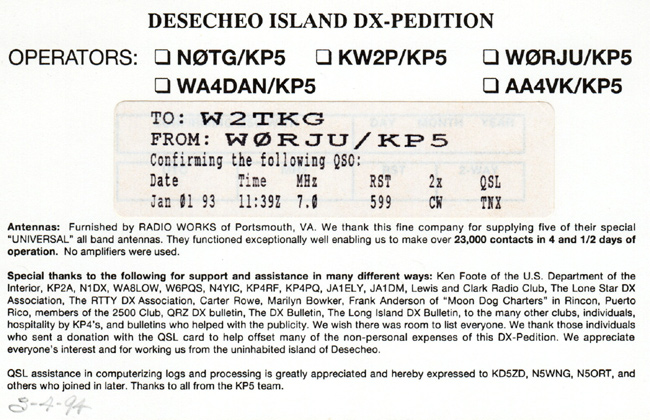 DESECHEO ISLAND DX-PEDITION
OPERATORS: ☐ NØTG/KP5 ☐ KW2P/KP5 ☐ WØRJU/KP5
☐ WA4DAN/KP5 ☐ AA4VK/KP5
TO: W2TKG
FROM: WØRJU/KP5
Confirming the following QSO:
Date Time MHz RST 2x QSL
Jan 01 93 11:39Z 7.0 599 CW TNX
Antennas: Furnished by RADIO WORKS of Portsmouth, VA. We thank this fine company for supplying five of their special
"UNIVERSAL" all band antennas. They functioned exceptionally well enabling us to make over 23,000 contacts in 4 and 1/2 days of
operation. No amplifiers were used.
Special thanks to the following for support and assistance in many different ways: Ken Foote of the U.S. Department of the
Interior, KP2A, N1DX, WA8LOW, W6PQS, N4YIC, KP4RF, KP4PQ, JA1ELY, JA1DM, Lewis and Clark Radio Club, The Lone Star DX
Association, The RTTY DX Association, Carter Rowe, Marilyn Bowker, Frank Anderson of "Moon Dog Charters" in Rincon, Puerto
Rico, members of the 2500 Club, QRZ DX bulletin, The DX Bulletin, The Long Island DX Bulletin, to the many other clubs, individuals,
hospitality by KP4's, and bulletins who helped with the publicity. We wish there was room to list everyone. We thank those individuals
who sent a donation with the QSL card to help offset many of the non-personal expenses of this DX-Pedition. We appreciate
everyone's interest and for working us from the uninhabited island of Desecheo.
QSL assistance in computerizing logs and processing is greatly appreciated and hereby expressed to KD5ZD, N5WNG, N5ORT, and
others who joined in later. Thanks to all from the KP5 team.
3-4-94